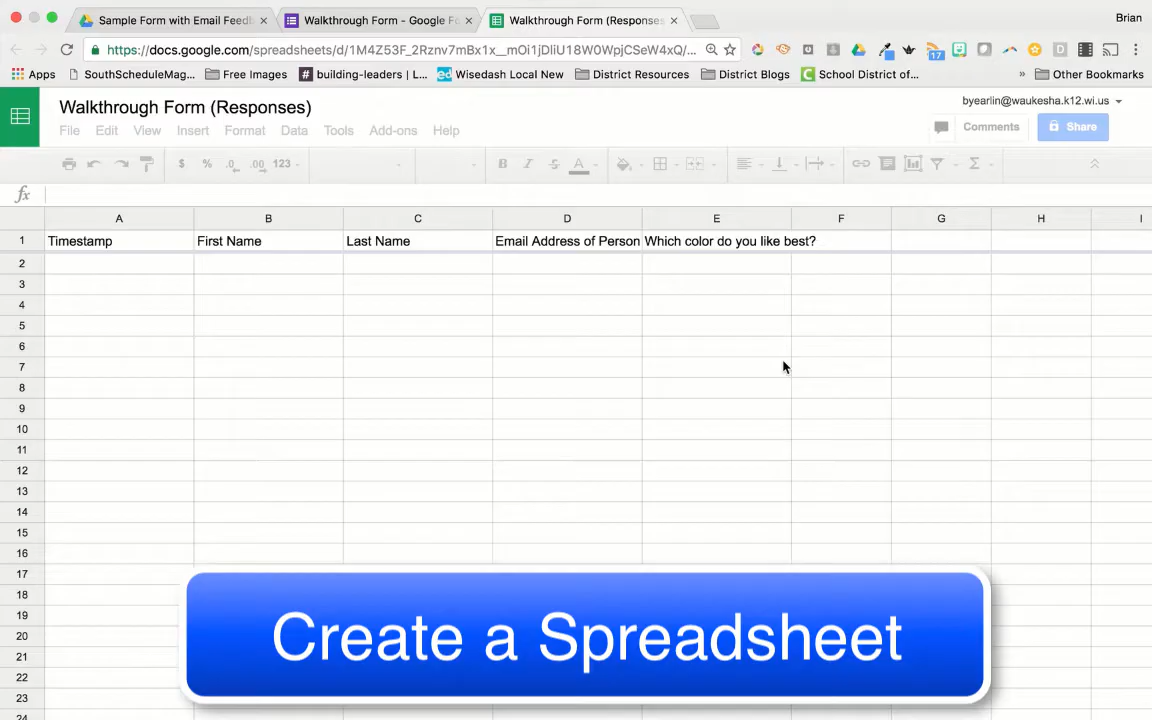 Sample Form with Email Feedb
Walkthrough Form - Google Fo
Walkthrough Form (Responses
Brian
https://docs.google.com/spreadsheets/d/1M4Z53F_2Rznv7mBx1x__mOi1jDliU18W0WpjCSeW4xQ/...
17
Apps
SouthScheduleMag...
Free Images
building-leaders | L...
Wisedash Local New
District Resources
District Blogs
School District of...
» Other Bookmarks
Walkthrough Form (Responses)
byearlin@waukesha.k12.wi.us
File Edit View Insert Format Data Tools Add-ons Help
Comments
Share
$ % .0 .00 123 B I S A Σ
fx
A B C D E F G H I
1 Timestamp First Name Last Name Email Address of Person Which color do you like best?
2
3
4
5
6
7
8
9
10
11
12
13
14
15
16
17
18
19
20
21
22
23
24
Create a Spreadsheet